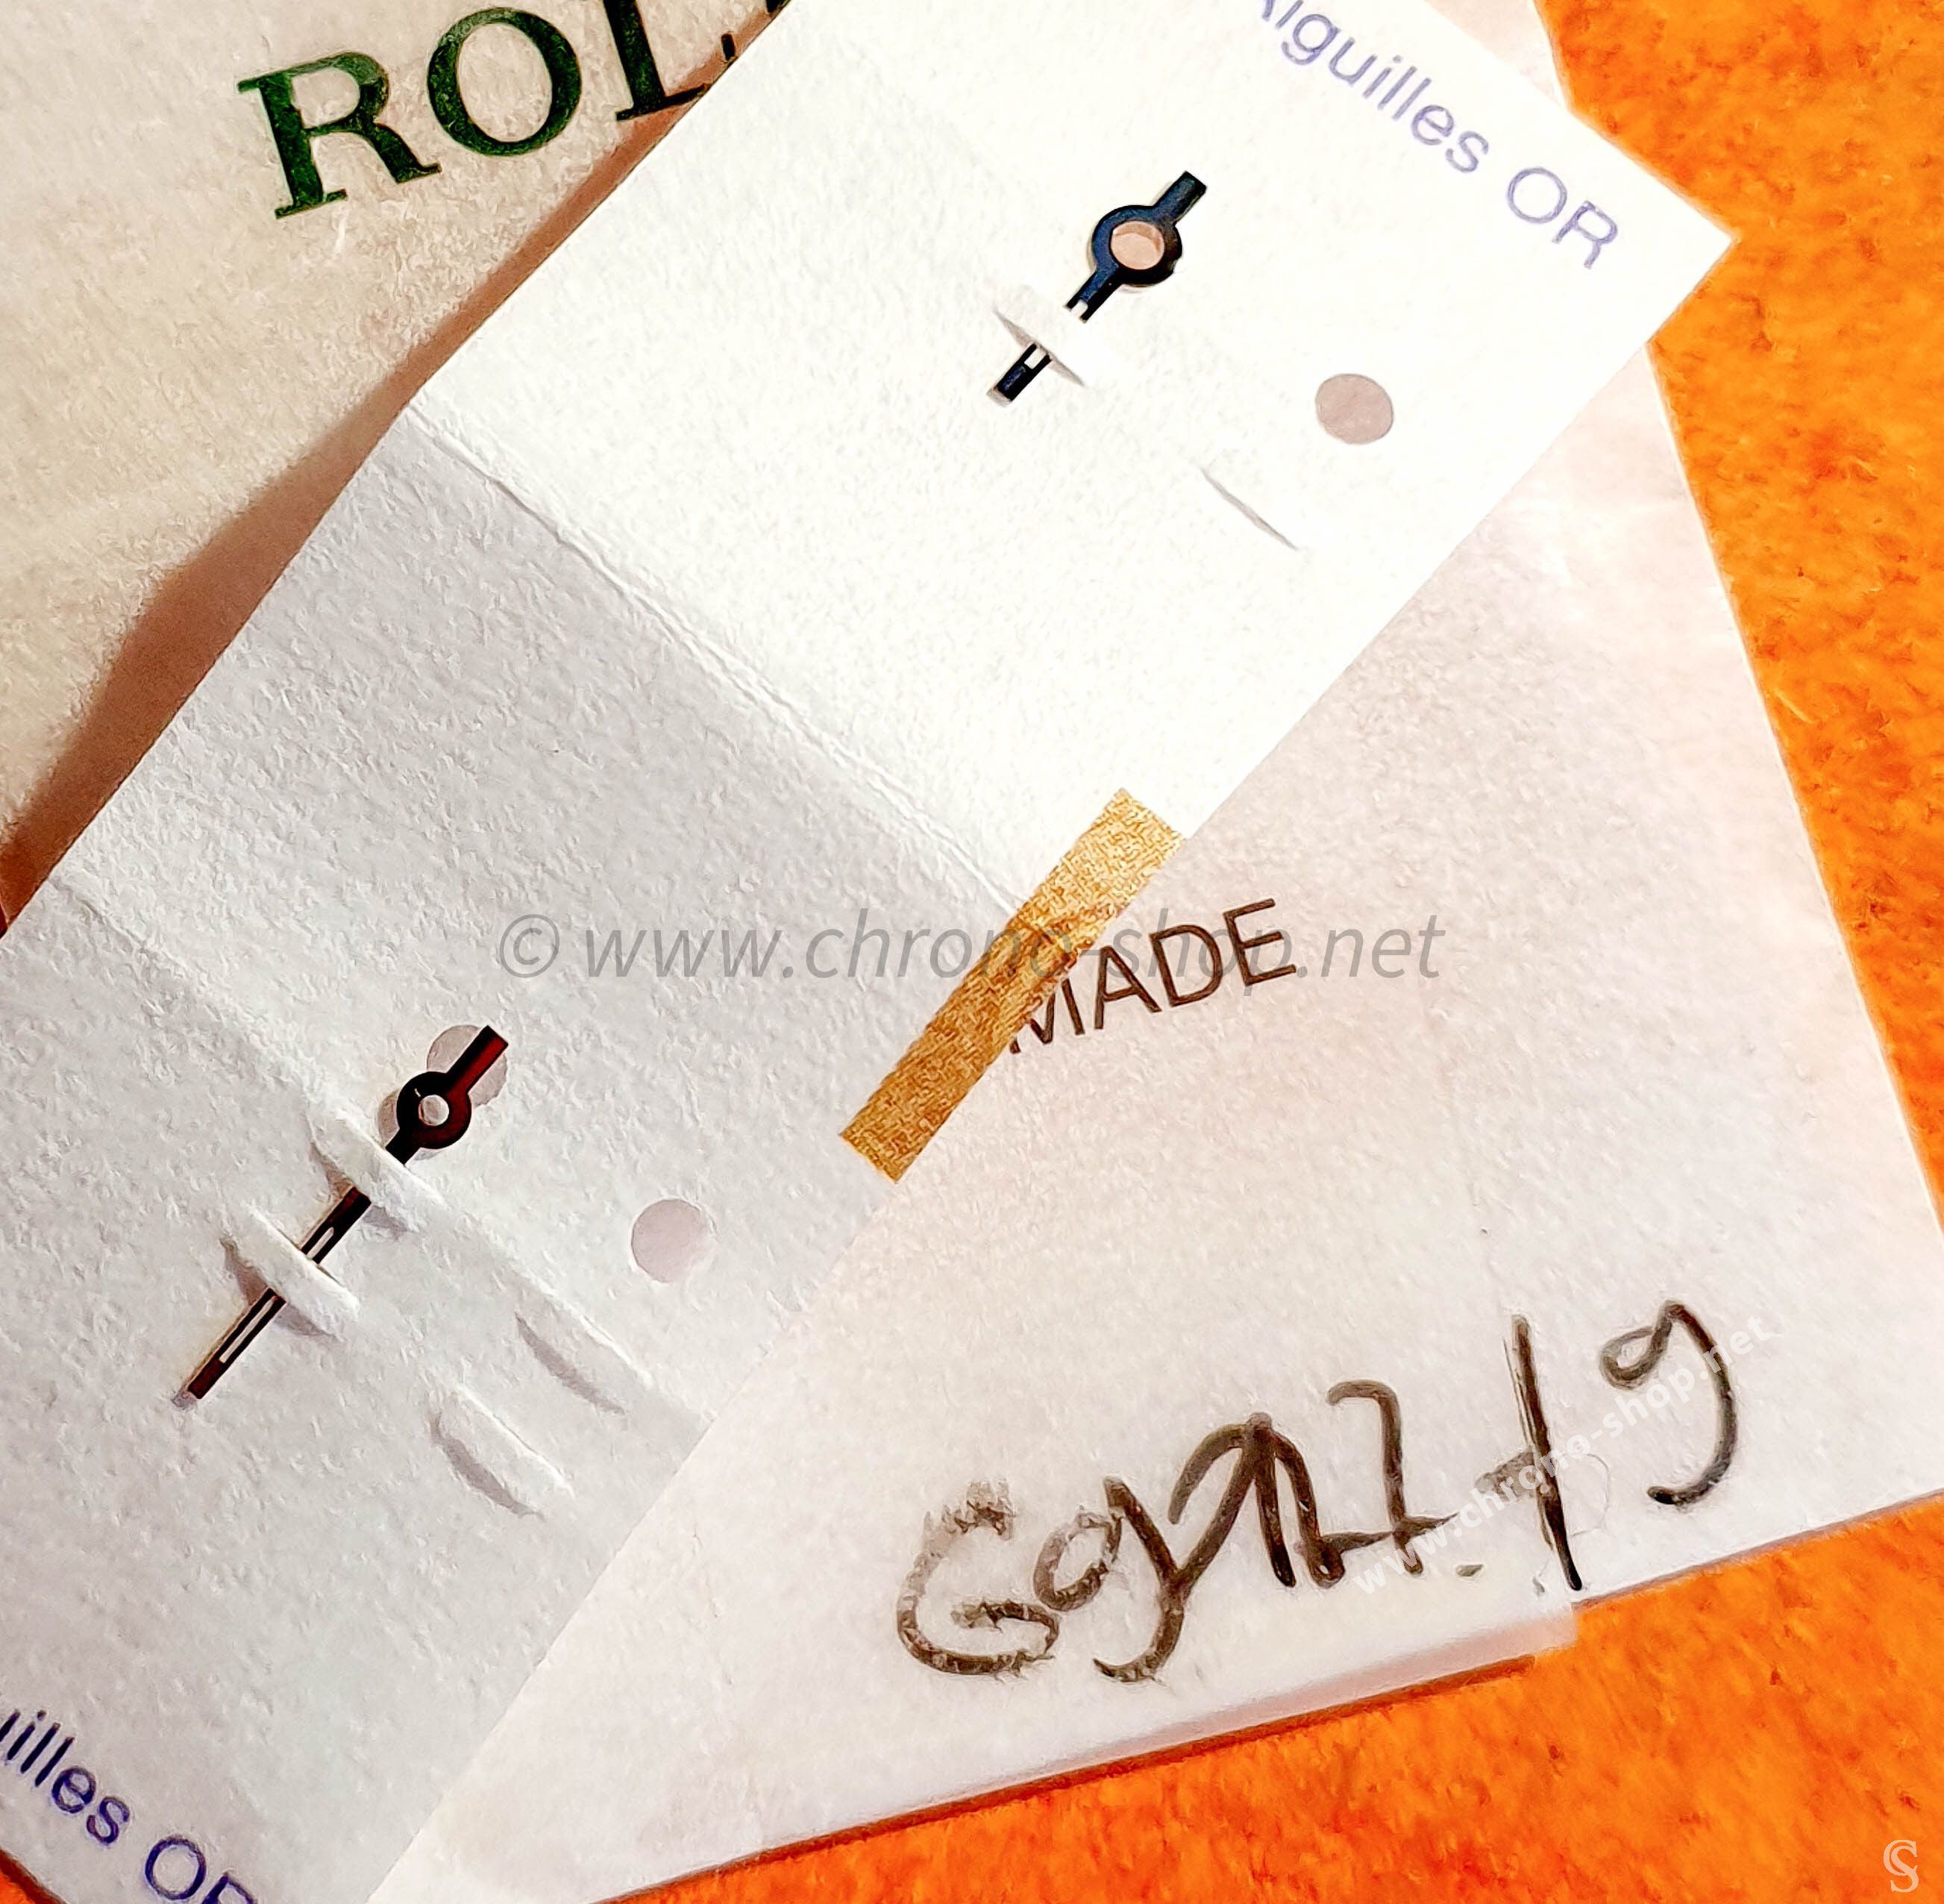 ROL
Aiguilles OR
© www.chrono-shop.net
MADE
www.chrono-shop.net
uilles OR